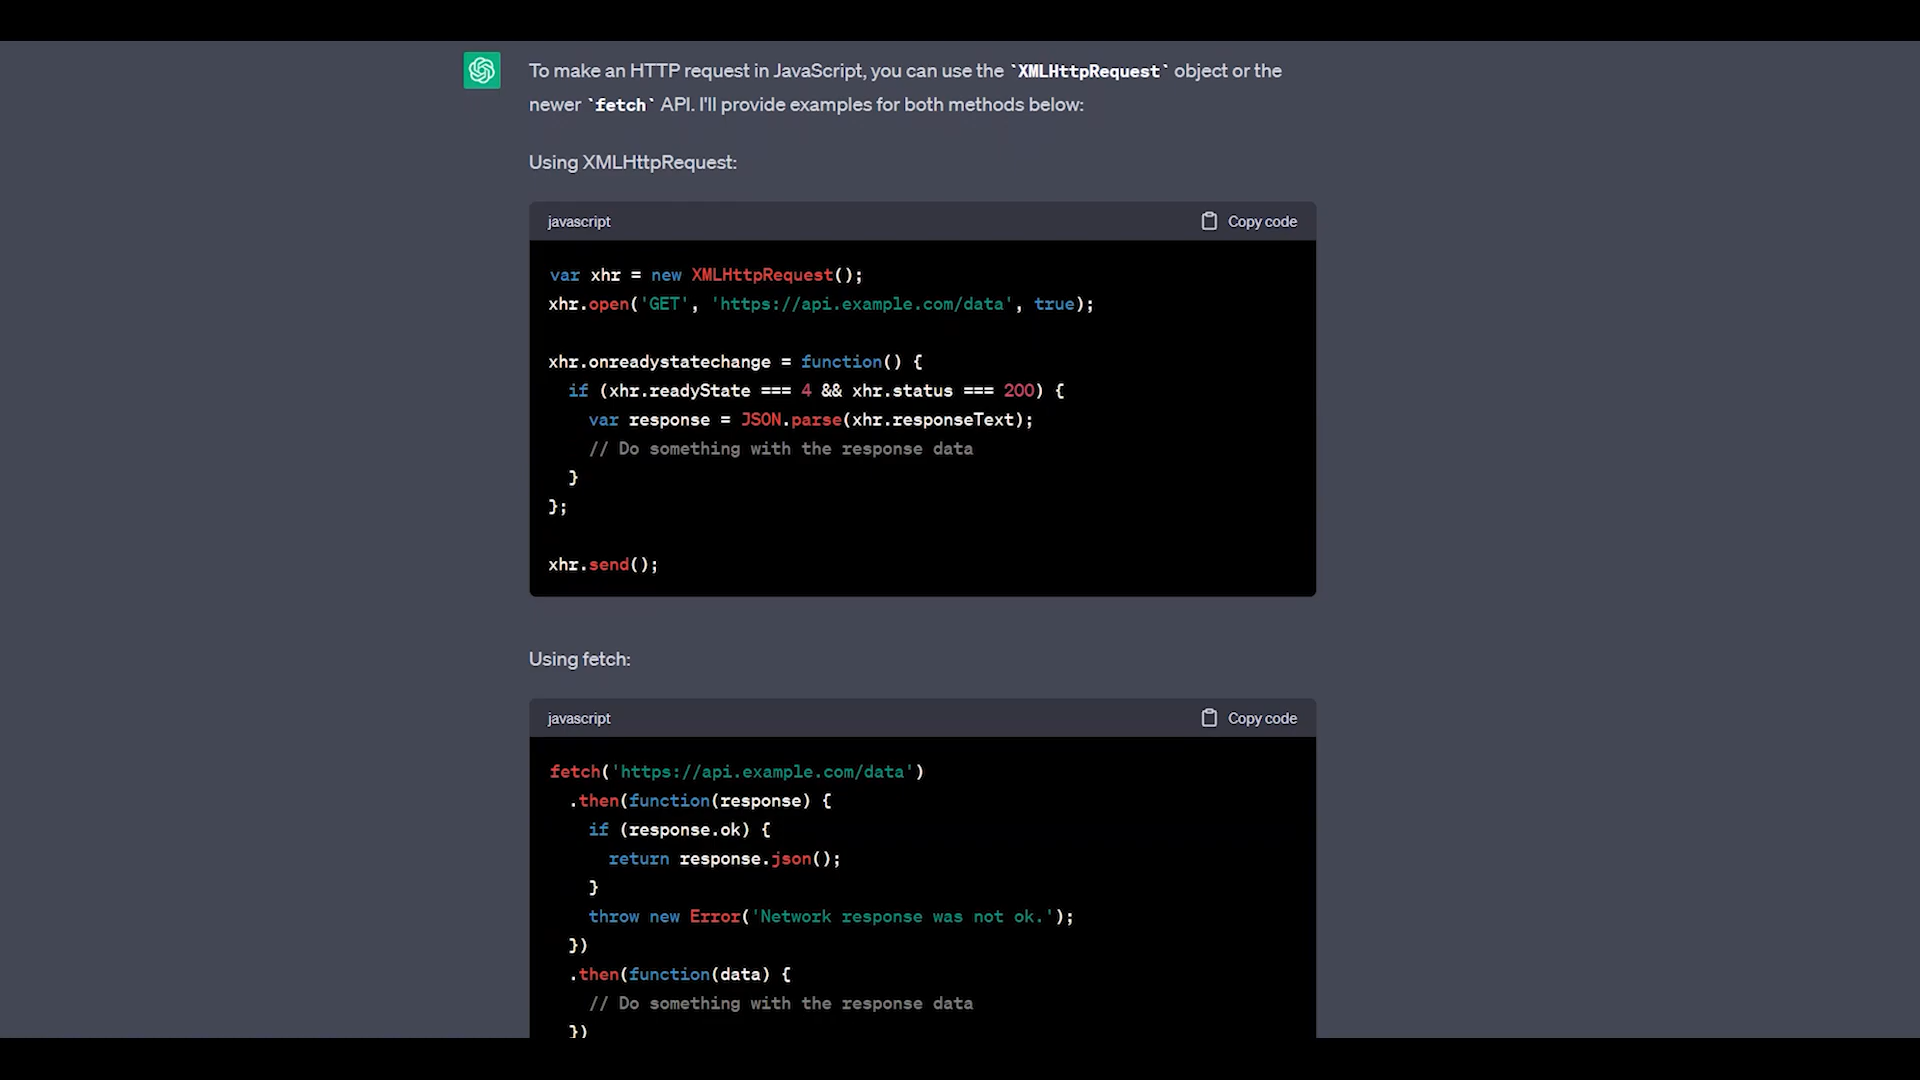 To make an HTTP request in JavaScript, you can use the `XMLHttpRequest` object or the
newer `fetch` API. I'll provide examples for both methods below:
Using XMLHttpRequest:
javascript
Copy code
var xhr = new XMLHttpRequest();
xhr.open('GET', 'https://api.example.com/data', true);
xhr.onreadystatechange = function() {
  if (xhr.readyState === 4 && xhr.status === 200) {
    var response = JSON.parse(xhr.responseText);
    // Do something with the response data
  }
};
xhr.send();
Using fetch:
javascript
Copy code
fetch('https://api.example.com/data')
  .then(function(response) {
    if (response.ok) {
      return response.json();
    }
    throw new Error('Network response was not ok.');
  })
  .then(function(data) {
    // Do something with the response data
  })